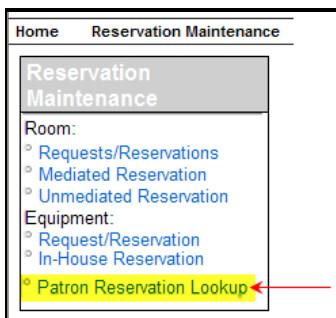 Home Reservation Maintenance
Reservation
Maintenance
Room:
Requests/Reservations
Mediated Reservation
Unmediated Reservation
Equipment:
Request/Reservation
In-House Reservation
Patron Reservation Lookup